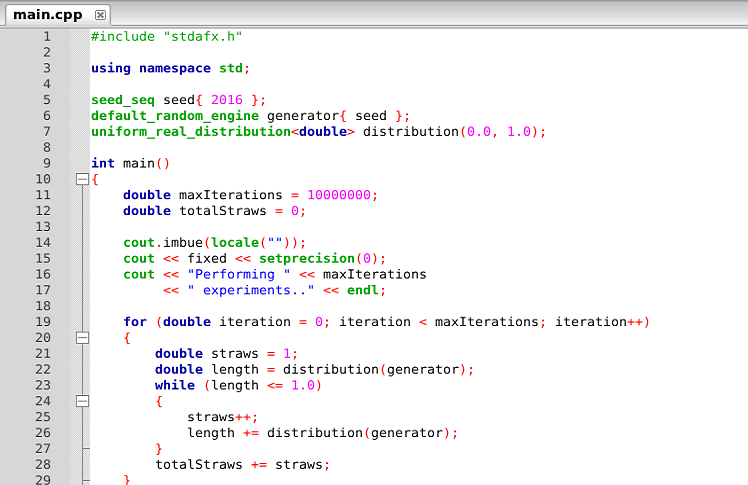 main.cpp
1 #include "stdafx.h"
2
3 using namespace std;
4
5 seed_seq seed{ 2016 };
6 default_random_engine generator{ seed };
7 uniform_real_distribution<double> distribution(0.0, 1.0);
8
9 int main()
10 {
11     double maxIterations = 10000000;
12     double totalStraws = 0;
13
14     cout.imbue(locale(""));
15     cout << fixed << setprecision(0);
16     cout << "Performing " << maxIterations
17          << " experiments.." << endl;
18
19     for (double iteration = 0; iteration < maxIterations; iteration++)
20     {
21         double straws = 1;
22         double length = distribution(generator);
23         while (length <= 1.0)
24         {
25             straws++;
26             length += distribution(generator);
27         }
28         totalStraws += straws;
29     }